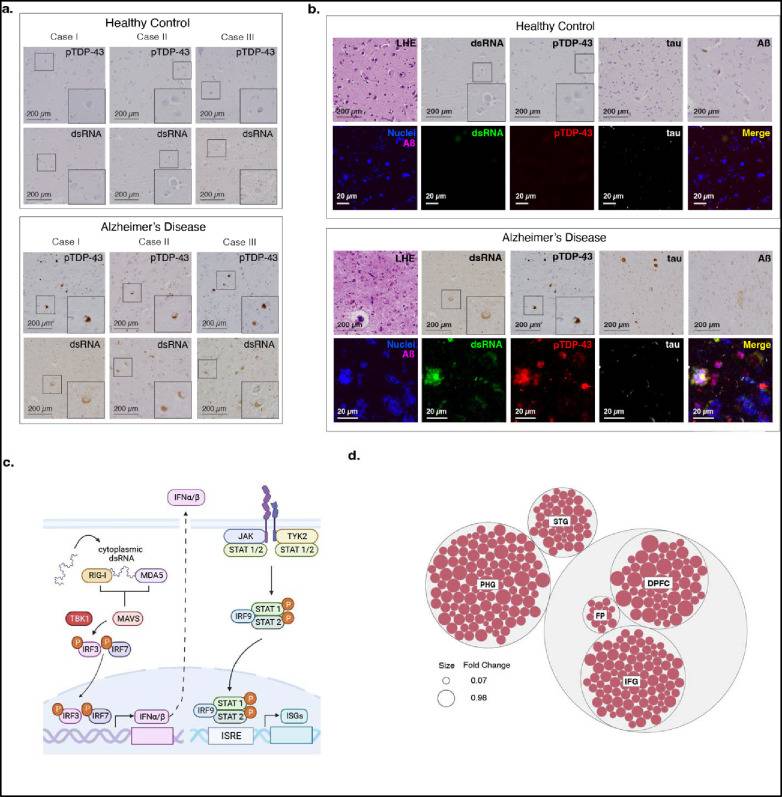 a.
Healthy Control
Case I Case II Case III
pTDP-43 pTDP-43 pTDP-43
200 µm 200 µm 200 µm
dsRNA dsRNA dsRNA
200 µm 200 µm 200 µm
Alzheimer's Disease
Case I Case II Case III
pTDP-43 pTDP-43 pTDP-43
200 µm 200 µm 200 µm
dsRNA dsRNA dsRNA
200 µm 200 µm 200 µm
b.
Healthy Control
LHE dsRNA pTDP-43 tau Aß
200 µm 200 µm 200 µm 200 µm 200 µm
Nuclei dsRNA pTDP-43 tau Merge
Aß
20 µm 20 µm 20 µm 20 µm 20 µm
Alzheimer's Disease
LHE dsRNA pTDP-43 tau Aß
200 µm 200 µm 200 µm 200 µm 200 µm
Nuclei dsRNA pTDP-43 tau Merge
Aß
20 µm 20 µm 20 µm 20 µm 20 µm
c.
IFNα/β
JAK TYK2
STAT 1/2 STAT 1/2
cytoplasmic
dsRNA
RIG-I MDA5
TBK1 MAVS
P P
IRF3 IRF7
STAT 1 P
IRF9
STAT 2 P
P P
IRF3 IRF7 IFNα/β
STAT 1 P
IRF9
STAT 2 P
ISGs
ISRE
d.
STG
PHG
DPFC
FP
IFG
Size Fold Change
0.07
0.98